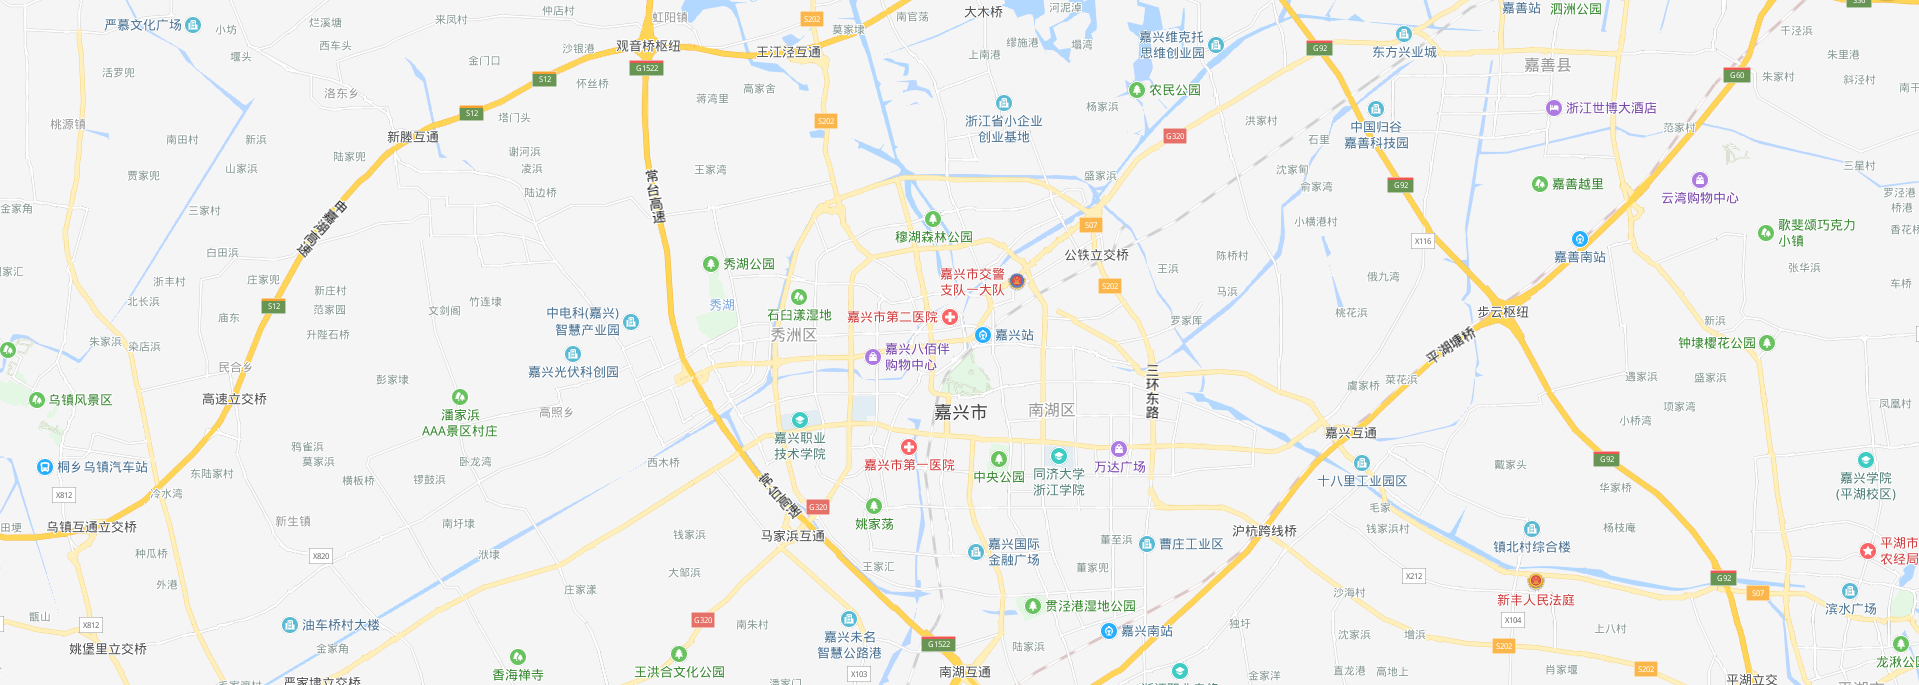 严慕文化广场
小坊
堰头
活罗兜
桃源镇
来凤村
仲店村
烂溪塘
西车头
金门口
沙银港
洛东乡
S12
S12
怀丝桥
塔门头
新塍互通
虹阳镇
观音桥枢纽
G1522
S202
王江泾互通
莫家埭
南官荡
大木桥
河泥淖
缪施港
塌湾
上南港
高家舍
蒋湾里
S202
浙江省小企业
创业基地
嘉兴维克托
思维创业园
农民公园
杨家浜
G320
洪家村
G92
东方兴业城
嘉善站
泗洲公园
嘉善县
浙江世博大酒店
中国归谷
嘉善科技园
石里
G60
千泾浜
朱里港
朱家村
斜泾村
南干
范家村
三星村
罗泾港
桥港
香花桥
南田村
新浜
山家浜
贾家兜
陆家兜
谢河浜
凌浜
陆边桥
王家湾
常台高速
申嘉湖高速
金家角
三家村
白田浜
庄家兜
浙丰村
北长浜
庙东
S12
新庄村
范家园
升陛石桥
文剑阁
竹连埭
中电科(嘉兴)
智慧产业园
嘉兴光伏科创园
秀湖公园
秀湖
石臼漾湿地
秀洲区
穆湖森林公园
盛家浜
S07
公铁立交桥
S202
嘉兴市交警
支队一大队
嘉兴市第二医院
嘉兴站
嘉兴八佰伴
购物中心
王浜
陈桥村
马浜
罗家库
沈家甸
俞家湾
小横港村
G92
X116
俄九湾
桃花浜
嘉善越里
云湾购物中心
嘉善南站
歌斐颂巧克力
小镇
张华浜
车桥
步云枢纽
平湖塘桥
新浜
钟埭樱花公园
遇家浜
盛家浜
项家湾
小桥湾
凤凰村
菜花浜
虞家桥
朱家浜
染店浜
民合乡
乌镇风景区
高速立交桥
彭家埭
潘家浜
AAA景区村庄
高照乡
鸦雀浜
莫家浜
卧龙湾
锣鼓浜
横板桥
东陆家村
桐乡乌镇汽车站
X812
冷水湾
西木桥
嘉兴职业
技术学院
嘉兴市
南湖区
三环东路
嘉兴市第一医院
中央公园
同济大学
浙江学院
万达广场
嘉兴互通
十八里工业园区
戴家头
G92
华家桥
嘉兴学院
(平湖校区)
田埂
乌镇互通立交桥
新生镇
X820
南圩埭
洑埭
种瓜桥
外港
常台高速
G320
马家浜互通
钱家浜
大邹浜
庄家漾
姚家荡
王家汇
嘉兴国际
金融广场
董至浜
董家兜
曹庄工业区
沪杭跨线桥
毛家
钱家浜村
杨枝庵
镇北村综合楼
平湖市
农经局
X212
新丰人民法庭
X104
G92
S07
滨水广场
甑山
X812
姚堡里立交桥
油车桥村大楼
金家角
严家埭立交桥
香海禅寺
G320
王洪合文化公园
南朱村
嘉兴未名
智慧公路港
X103
G1522
南湖互通
贯泾港湿地公园
陆家浜
嘉兴南站
独圩
沙海村
沈家浜
增浜
上八村
直龙港
高地上
金家洋
S202
肖家堰
S202
平湖立交
龙湫公园